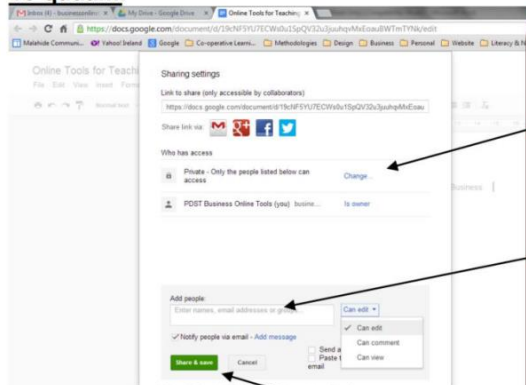 Inbox (4) - businessonline
My Drive - Google Drive
Online Tools for Teaching
https://docs.google.com/document/d/19cNF5YU7ECWs0u1SpQV32u3juuhqvMxEoauBWTmTYNk/edit
Malahide Communi... Yahoo! Ireland Google Co-operative Learni... Methodologies Design Business Personal Website Literacy & N
Online Tools for Teachi
File Edit View Insert Forma
Normal text
Business
Sharing settings
Link to share (only accessible by collaborators)
https://docs.google.com/document/d/19cNF5YU7ECWs0u1SpQV32u3juuhqvMxEoau
Share link via:
Who has access
Private - Only the people listed below can access Change...
PDST Business Online Tools (you) busine... Is owner
Add people:
Enter names, email addresses or groups... Can edit
Can edit
Can comment
Can view
Notify people via email - Add message
Send a
Paste
email
Share & save Cancel